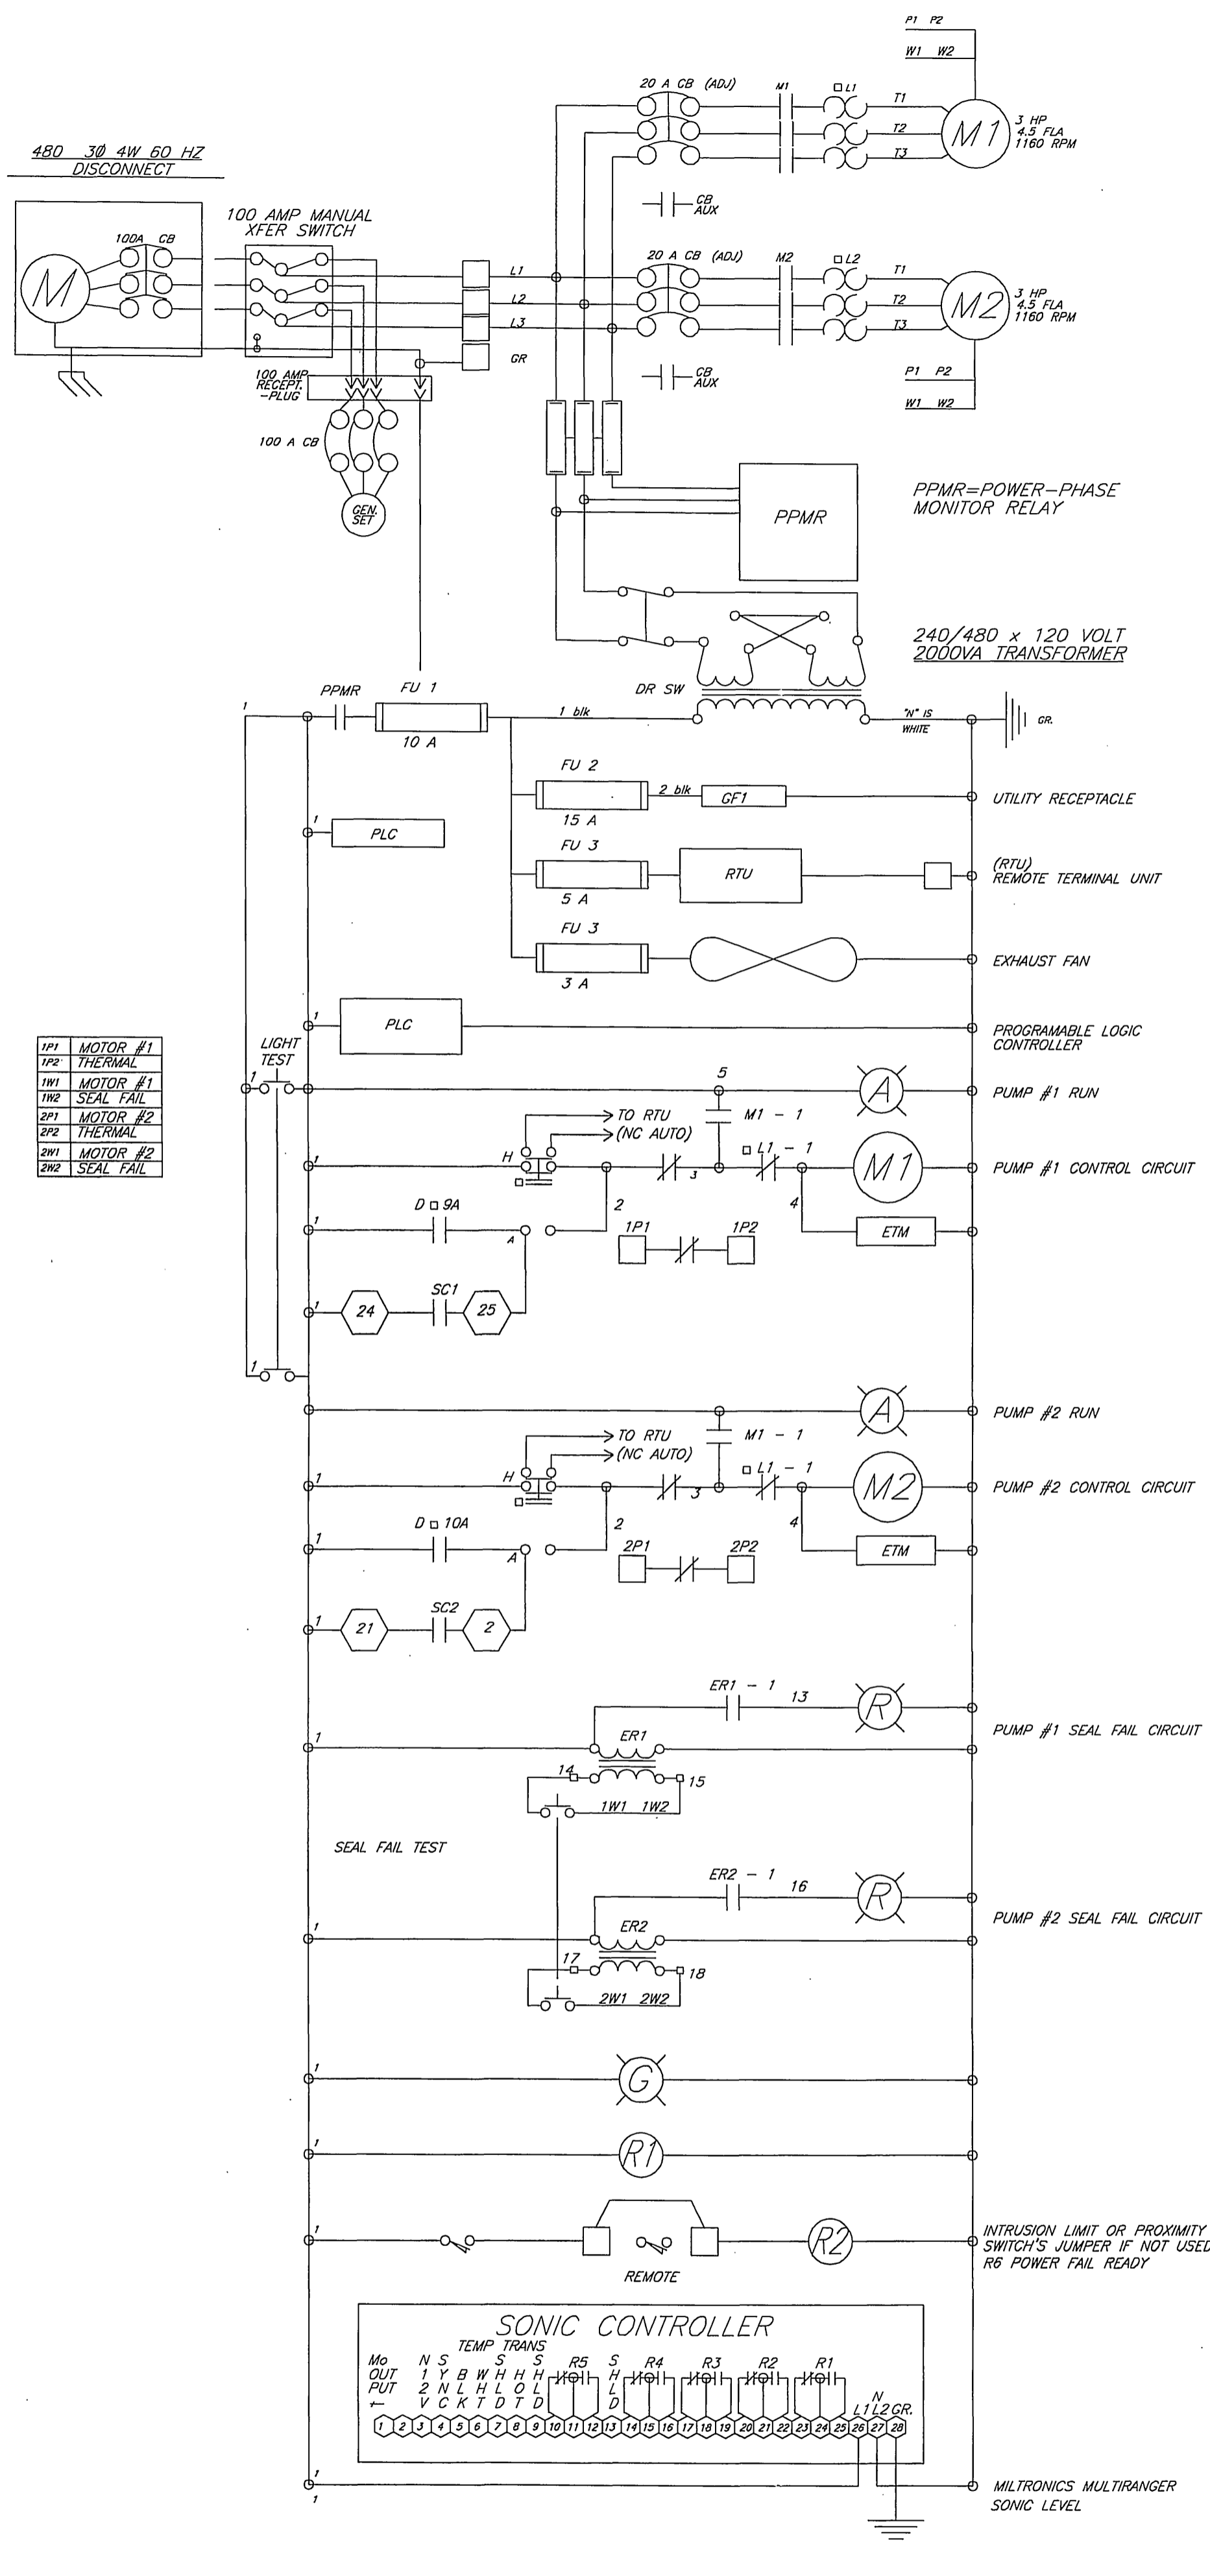 P1 P2
W1 W2
20 A CB (ADJ)
M1
□ L1
T1
T2
T3
M1
3 HP
4.5 FLA
1160 RPM
CB
AUX
480 3Ø 4W 60 HZ
DISCONNECT
100 AMP MANUAL
XFER SWITCH
100A CB
M
L1
L2
L3
GR
20 A CB (ADJ)
M2
□ L2
T1
T2
T3
M2
3 HP
4.5 FLA
1160 RPM
CB
AUX
P1 P2
W1 W2
100 AMP
RECEPT.
-PLUG
100 A CB
GEN.
SET
PPMR
PPMR=POWER-PHASE
MONITOR RELAY
240/480 x 120 VOLT
2000VA TRANSFORMER
DR SW
1
PPMR
FU 1
10 A
1 blk
"N" IS
WHITE
GR.
FU 2
15 A
2 blk
GF1
UTILITY RECEPTACLE
1
PLC
FU 3
5 A
RTU
(RTU)
REMOTE TERMINAL UNIT
FU 3
3 A
EXHAUST FAN
1
PLC
PROGRAMABLE LOGIC
CONTROLLER
1P1 MOTOR #1
1P2 THERMAL
1W1 MOTOR #1
1W2 SEAL FAIL
2P1 MOTOR #2
2P2 THERMAL
2W1 MOTOR #2
2W2 SEAL FAIL
LIGHT
TEST
1
5
A
PUMP #1 RUN
TO RTU
(NC AUTO)
M1 - 1
1
H
□
3
□ L1 - 1
M1
PUMP #1 CONTROL CIRCUIT
1
D □ 9A
A
2
1P1
1P2
4
ETM
1
24
SC1
25
1
A
PUMP #2 RUN
TO RTU
(NC AUTO)
M1 - 1
1
H
□
3
□ L1 - 1
M2
PUMP #2 CONTROL CIRCUIT
1
D □ 10A
A
2
2P1
2P2
4
ETM
1
21
SC2
2
ER1 - 1
13
R
PUMP #1 SEAL FAIL CIRCUIT
1
ER1
14
15
1W1 1W2
SEAL FAIL TEST
ER2 - 1
16
R
PUMP #2 SEAL FAIL CIRCUIT
1
ER2
17
18
2W1 2W2
1
G
1
R1
1
REMOTE
R2
INTRUSION LIMIT OR PROXIMITY
SWITCH'S JUMPER IF NOT USED
R6 POWER FAIL READY
SONIC CONTROLLER
TEMP TRANS
Mo
OUT
PUT
+-
N12V
SYNC
BLK
WHT
SHLD
HOT
SHLD
R5
SHLD
R4
R3
R2
R1
L1
N
L2
GR.
1 2 3 4 5 6 7 8 9 10 11 12 13 14 15 16 17 18 19 20 21 22 23 24 25 26 27 28
1
1
MILTRONICS MULTIRANGER
SONIC LEVEL